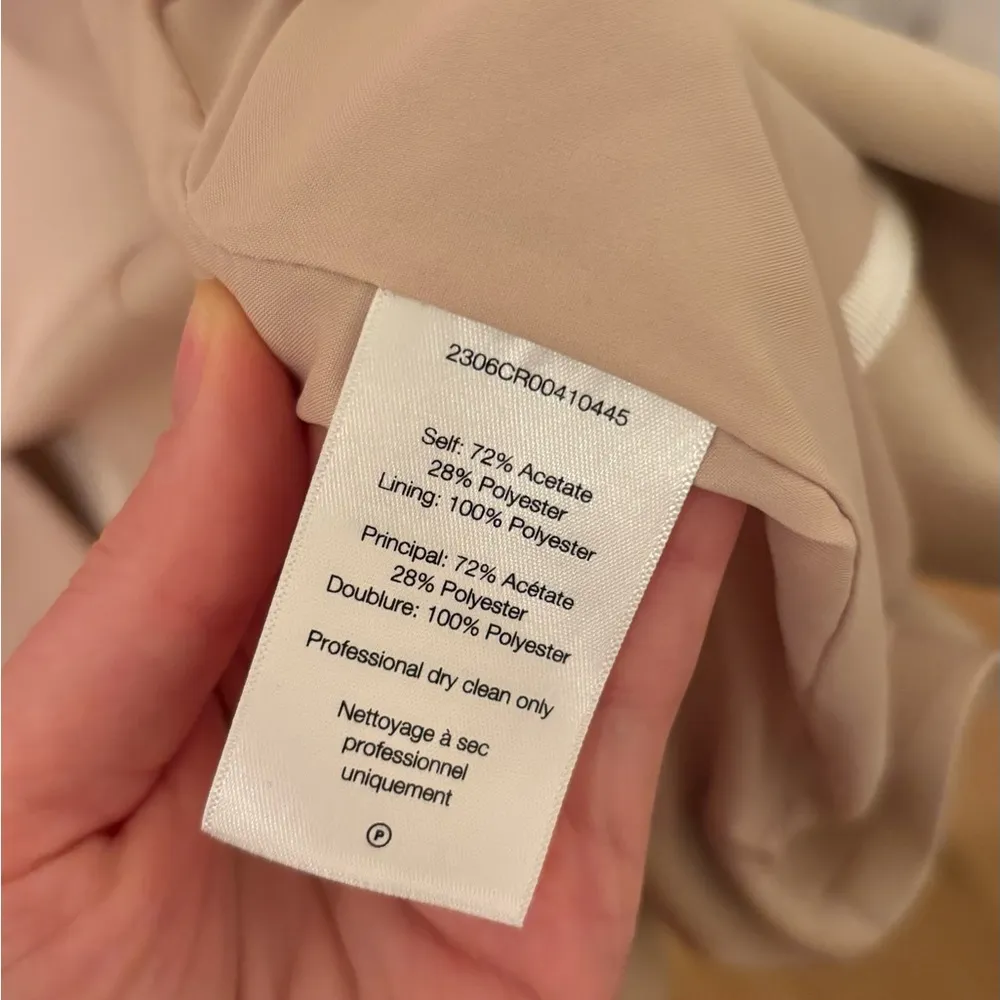 2306CR00410445
Self: 72% Acetate
28% Polyester
Lining: 100% Polyester
Principal: 72% Acétate
28% Polyester
Doublure: 100% Polyester
Professional dry clean only
Nettoyage à sec
professionnel
uniquement
P